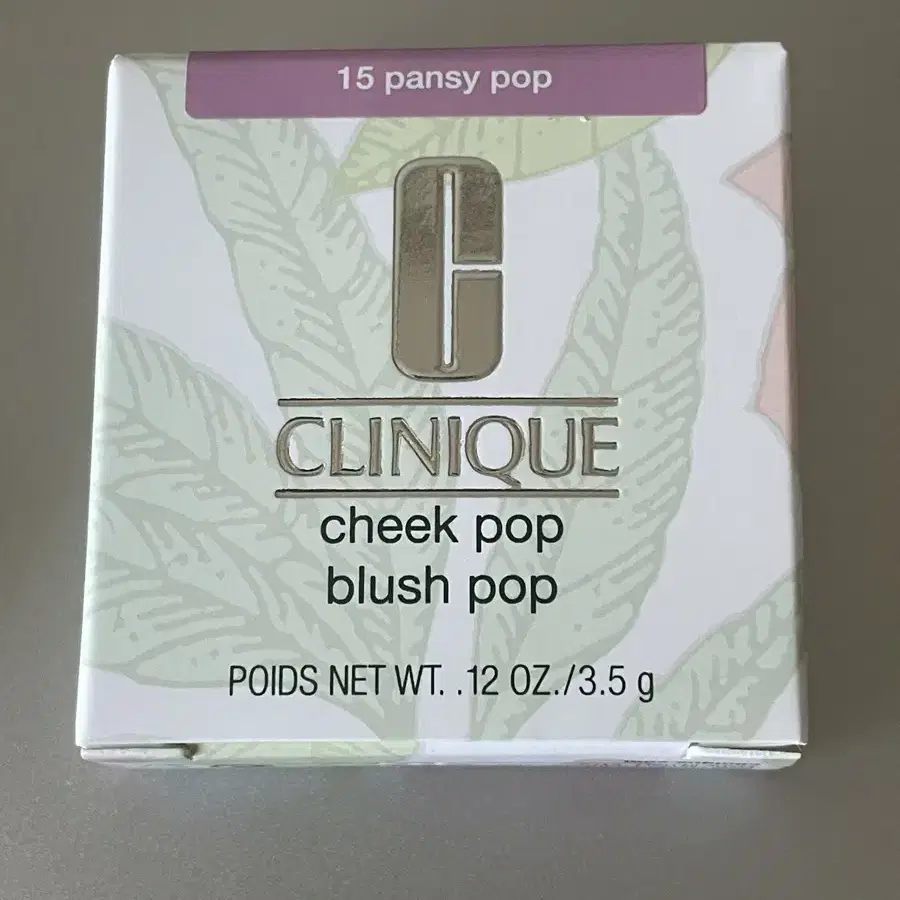 15 pansy pop
CLINIQUE
cheek pop
blush pop
POIDS NET WT. .12 OZ./3.5 g